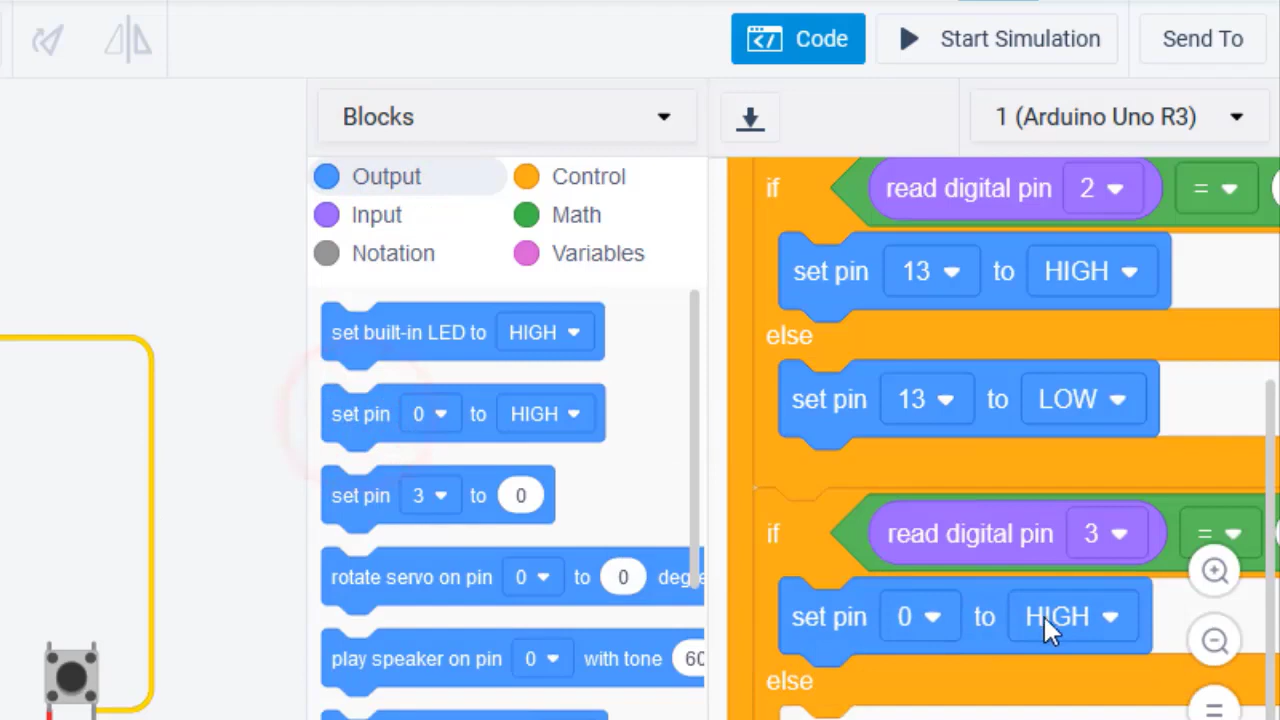 Code
Start Simulation
Send To
Blocks
1 (Arduino Uno R3)
Output
Control
Input
Math
Notation
Variables
set built-in LED to HIGH
set pin 0 to HIGH
set pin 3 to 0
rotate servo on pin 0 to 0 degre
play speaker on pin 0 with tone 60
if read digital pin 2 =
set pin 13 to HIGH
else
set pin 13 to LOW
if read digital pin 3 =
set pin 0 to HIGH
else